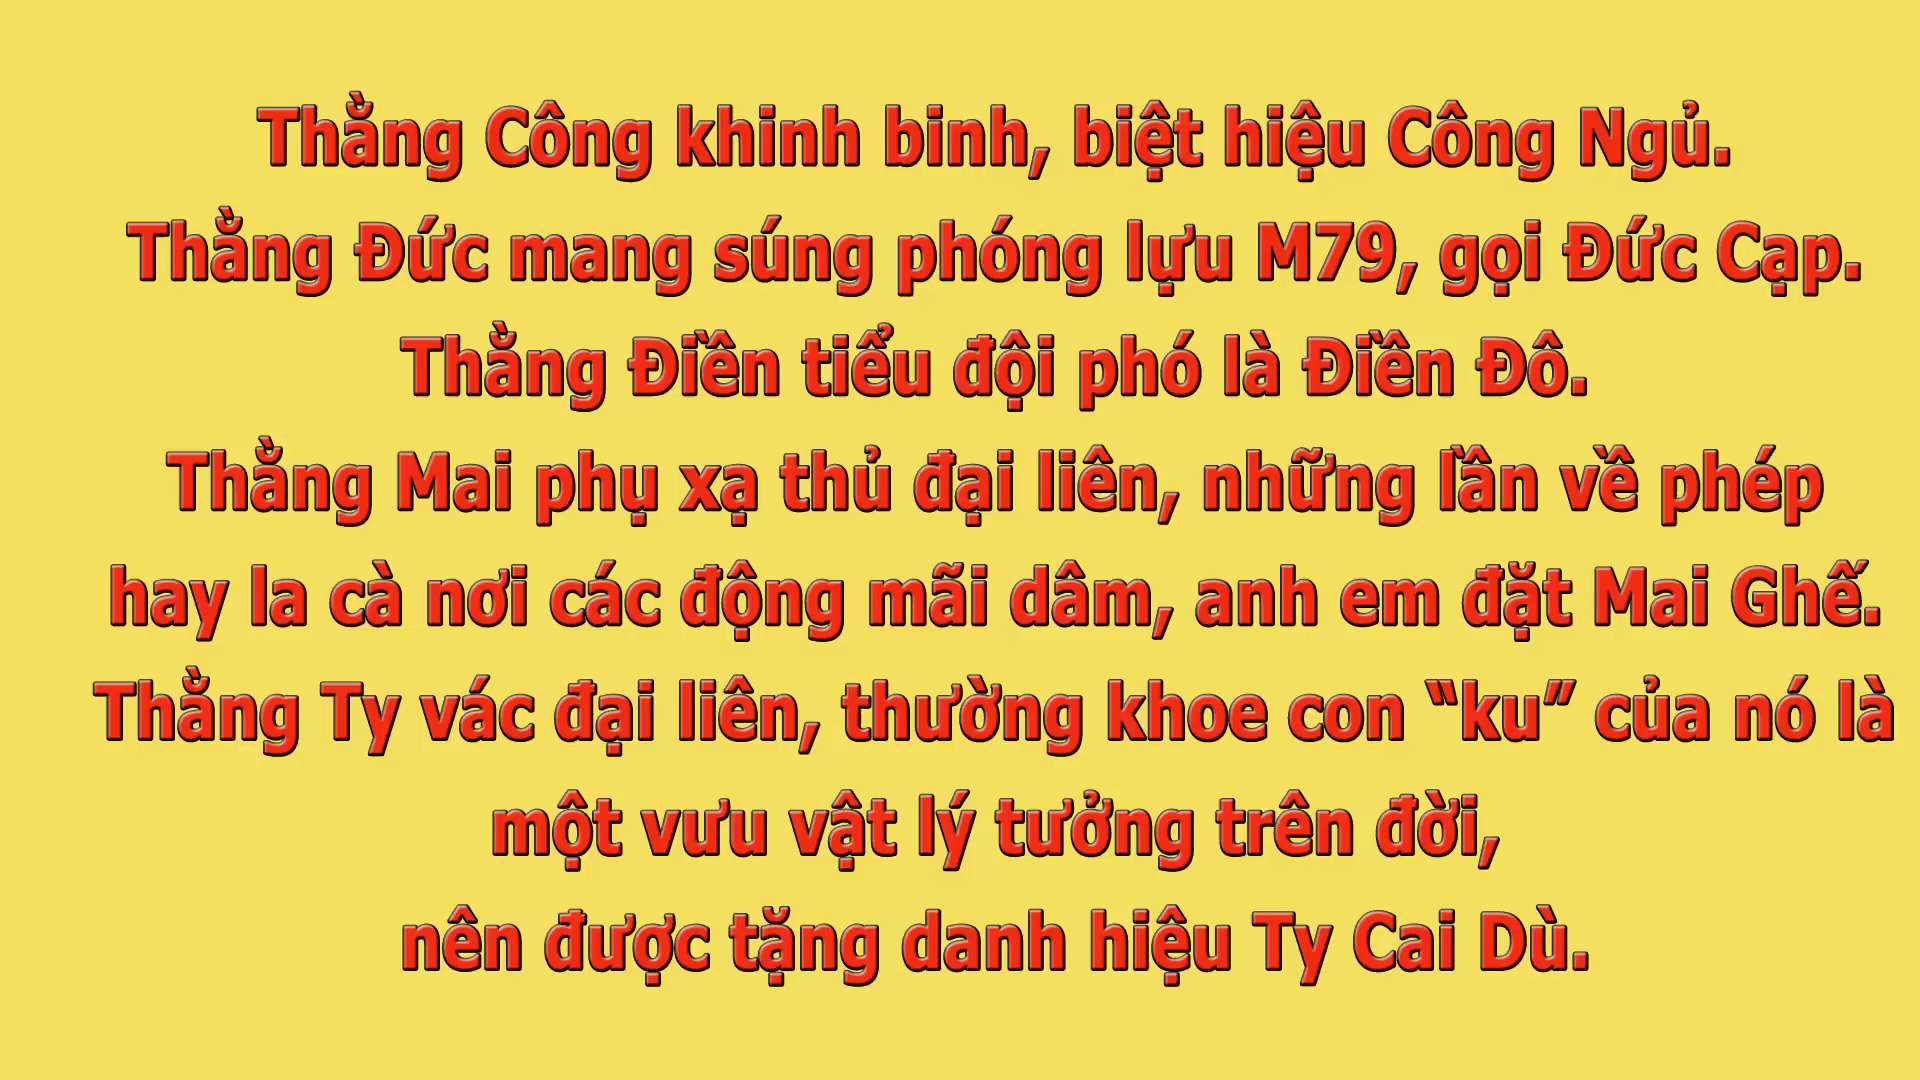 Thằng Công khinh binh, biệt hiệu Công Ngủ.
Thằng Đức mang súng phóng lựu M79, gọi Đức Cạp.
Thằng Điền tiểu đội phó là Điền Đô.
Thằng Mai phụ xạ thủ đại liên, những lần về phép
hay la cà nơi các động mãi dâm, anh em đặt Mai Ghế.
Thằng Ty vác đại liên, thường khoe con “ku” của nó là
một vưu vật lý tưởng trên đời,
nên được tặng danh hiệu Ty Cai Dù.